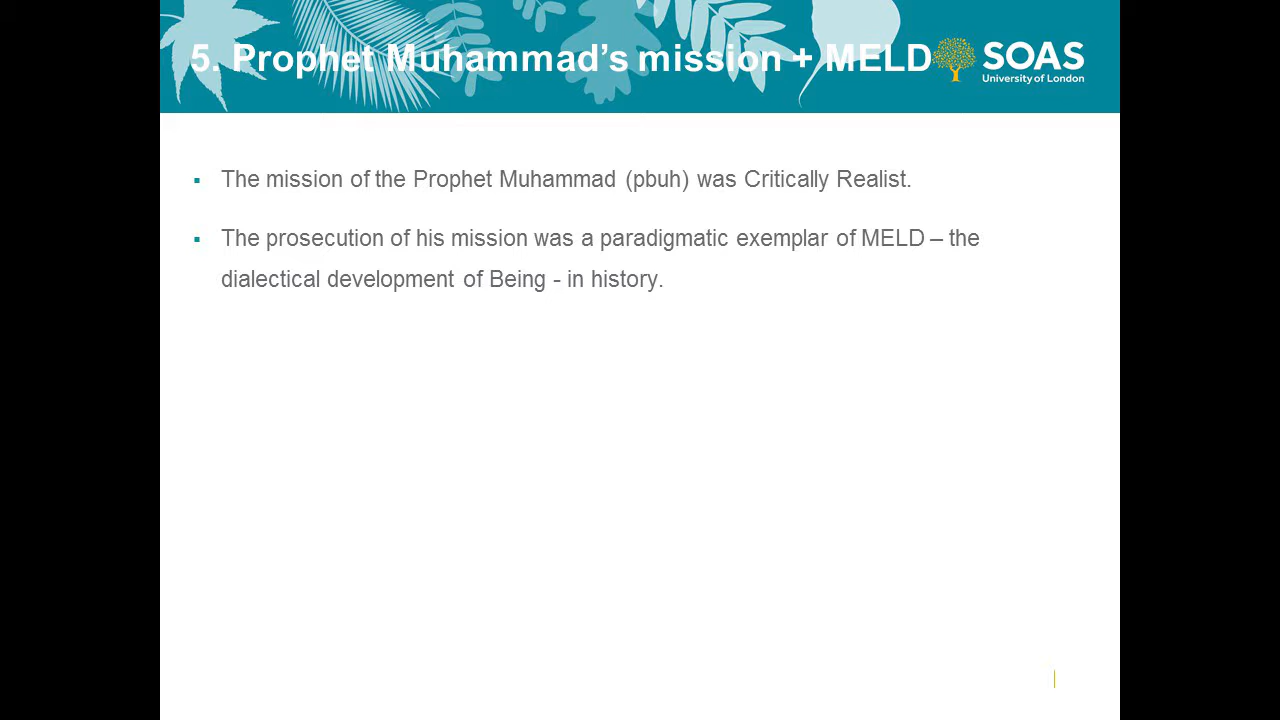 5. Prophet Muhammad’s mission + MELD
SOAS
University of London
▪ The mission of the Prophet Muhammad (pbuh) was Critically Realist.
▪ The prosecution of his mission was a paradigmatic exemplar of MELD – the
dialectical development of Being - in history.